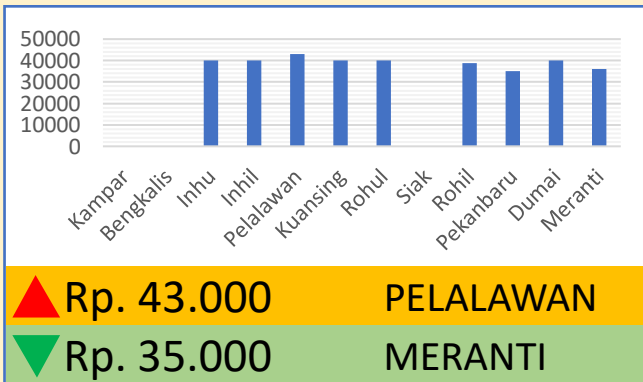 50000
40000
30000
20000
10000
0
Kampar
Bengkalis
Inhu
Inhil
Pelalawan
Kuansing
Rohul
Siak
Rohil
Pekanbaru
Dumai
Meranti
Rp. 43.000 PELALAWAN
Rp. 35.000 MERANTI